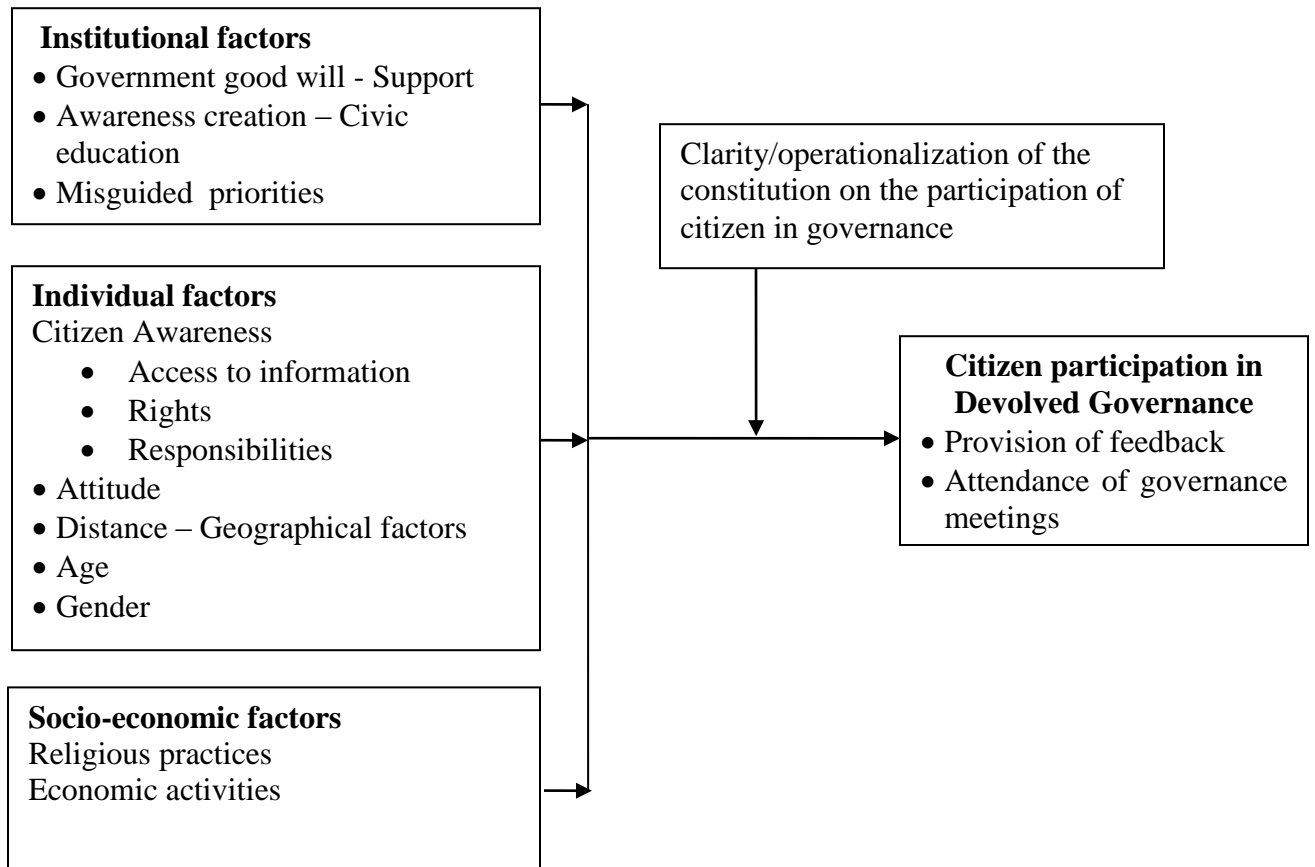 Institutional factors
• Government good will - Support
• Awareness creation – Civic
education
• Misguided priorities
Clarity/operationalization of the
constitution on the participation of
citizen in governance
Individual factors
Citizen Awareness
• Access to information
• Rights
• Responsibilities
• Attitude
• Distance – Geographical factors
• Age
• Gender
Citizen participation in
Devolved Governance
• Provision of feedback
• Attendance of governance
meetings
Socio-economic factors
Religious practices
Economic activities